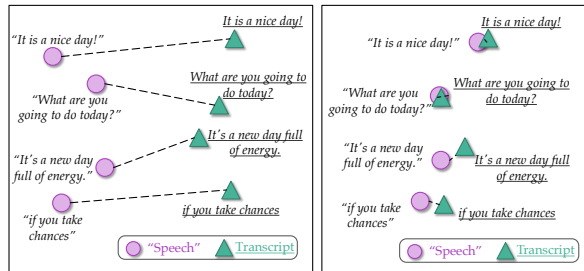 It is a nice day!
“It is a nice day!”
What are you going to
do today?
“What are you
going to do today?”
It's a new day full
of energy.
“It's a new day
full of energy.”
if you take chances
“if you take
chances”
“Speech”
Transcript
It is a nice day!
“It is a nice day!”
What are you going to
do today?
“What are you
going to do today?”
“It's a new day
full of energy.”
It's a new day
full of energy.
“if you take
chances”
if you take chances
“Speech”
Transcript